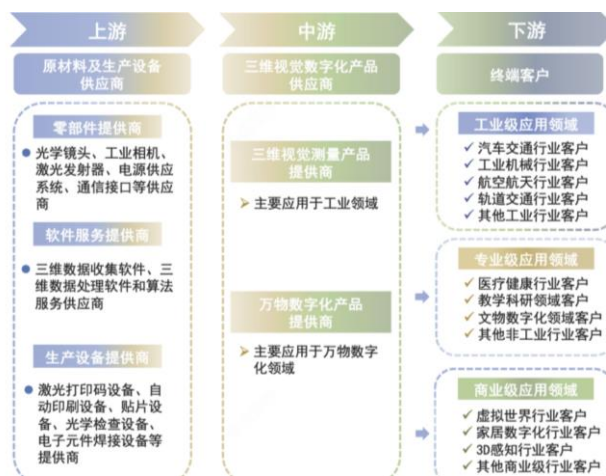 上游
原材料及生产设备
供应商
零部件提供商
光学镜头、工业相机、
激光发射器、电源供应
系统、通信接口等供应
商
软件服务提供商
三维数据收集软件、三
维数据处理软件和算法
服务供应商
生产设备提供商
激光打印码设备、自
动印刷设备、贴片设
备、光学检查设备、
电子元件焊接设备等
提供商
中游
三维视觉数字化产品
供应商
三维视觉测量产品
提供商
主要应用于工业领域
万物数字化产品
提供商
主要应用于万物数字
化领域
下游
终端客户
工业级应用领域
汽车交通行业客户
工业机械行业客户
航空航天行业客户
轨道交通行业客户
其他工业行业客户
专业级应用领域
医疗健康行业客户
教学科研领域客户
文物数字化领域客户
其他非工业行业客户
商业级应用领域
虚拟世界行业客户
家居数字化行业客户
3D感知行业客户
其他商业级行业客户